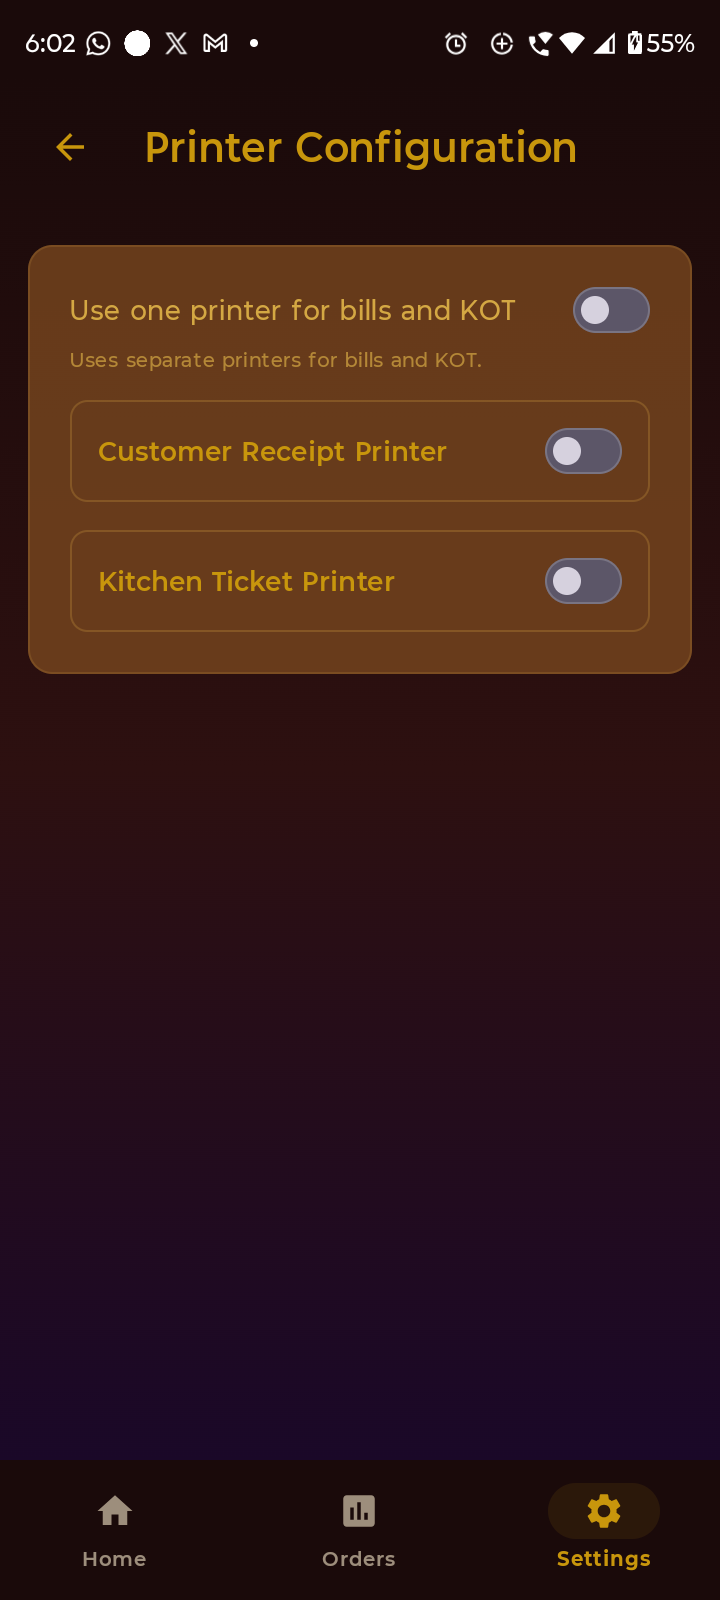 6:02
55%
Printer Configuration
Use one printer for bills and KOT
Uses separate printers for bills and KOT.
Customer Receipt Printer
Kitchen Ticket Printer
Home
Orders
Settings